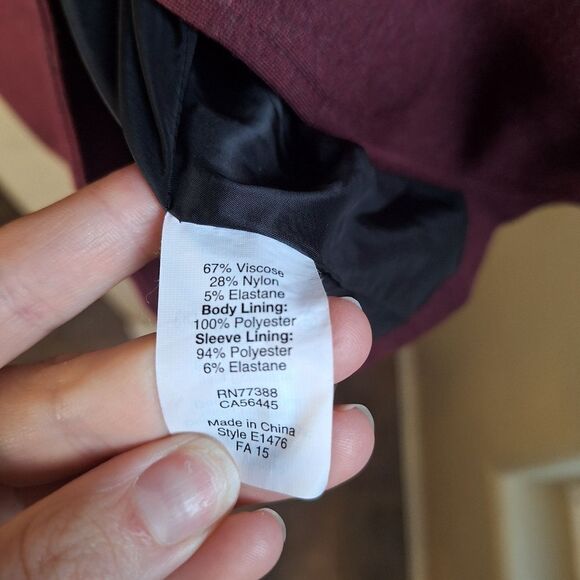 67% Viscose
28% Nylon
5% Elastane
Body Lining:
100% Polyester
Sleeve Lining:
94% Polyester
6% Elastane
RN77388
CA56445
Made in China
Style E1476
FA 15